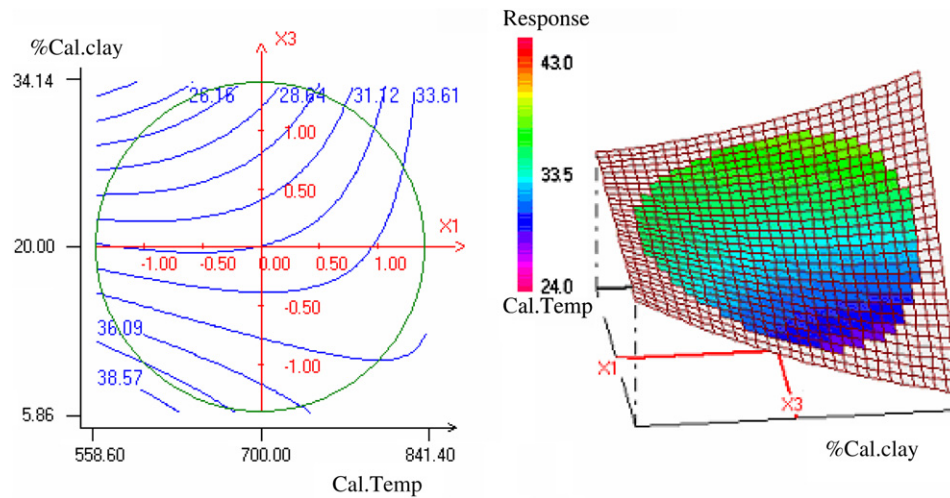 %Cal.clay
X3
34.14
26.16
28.64
31.12
33.61
1.00
0.50
X1
20.00
-1.00
-0.50
0.00
0.50
1.00
-0.50
36.09
-1.00
38.57
5.86
558.60
700.00
841.40
Cal.Temp
Response
43.0
33.5
24.0
Cal.Temp
X1
X3
%Cal.clay